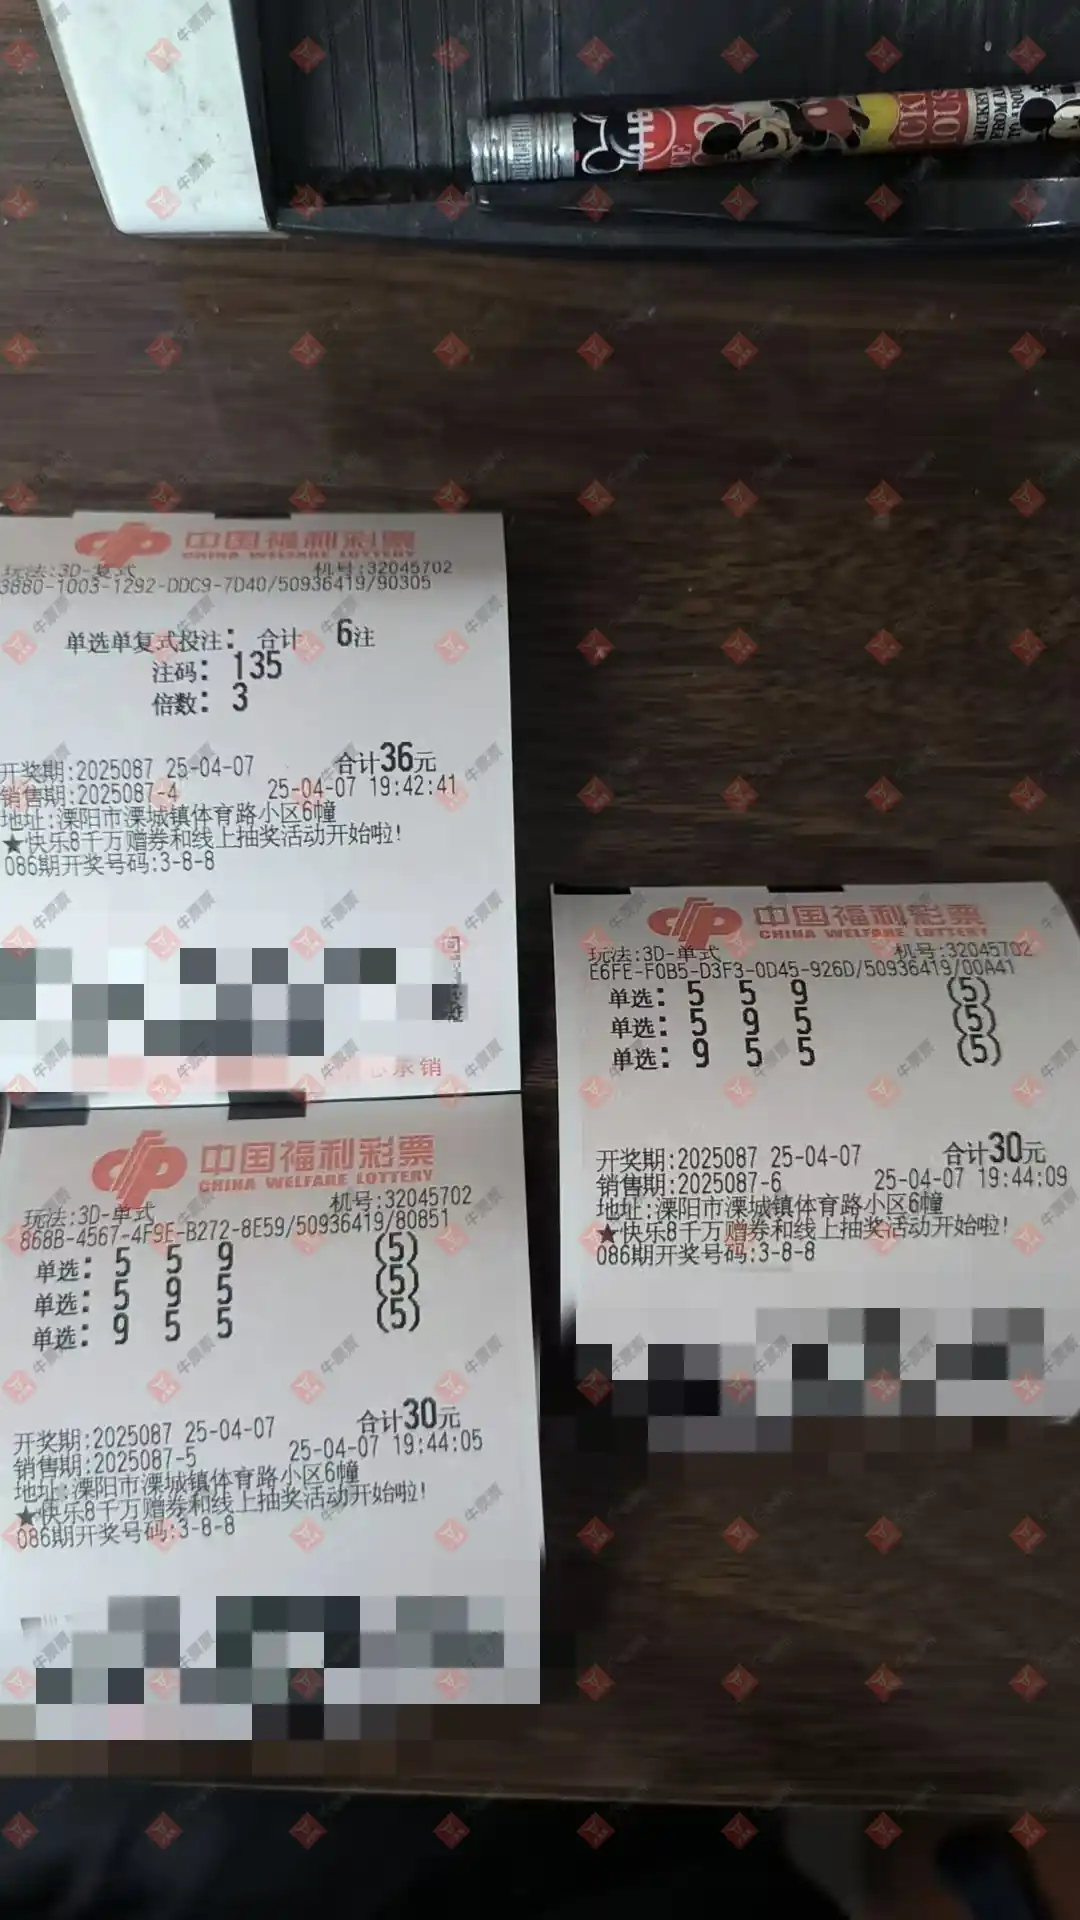 中国福利彩票
CHINA WELFARE LOTTERY
玩法:3D-复式 机号:32045702
3880-1003-1292-DDC9-7D40/50936419/90305
单选单复式投注: 合计 6注
注码: 135
倍数: 3
开奖期:2025087 25-04-07 合计36元
销售期:2025087-4 25-04-07 19:42:41
地址:溧阳市溧城镇体育路小区6幢
★快乐8千万赠券和线上抽奖活动开始啦!
086期开奖号码:3-8-8
承销
中国福利彩票
CHINA WELFARE LOTTERY
玩法:3D-单式 机号:32045702
868B-4567-4F9E-B272-8E59/50936419/80851
单选: 5 5 9 (5)
单选: 5 9 5 (5)
单选: 9 5 5 (5)
开奖期:2025087 25-04-07 合计30元
销售期:2025087-5 25-04-07 19:44:05
地址:溧阳市溧城镇体育路小区6幢
★快乐8千万赠券和线上抽奖活动开始啦!
086期开奖号码:3-8-8
中国福利彩票
CHINA WELFARE LOTTERY
玩法:3D-单式 机号:32045702
E6FE-F0B5-D3F3-0D45-926D/50936419/00A41
单选: 5 5 9 (5)
单选: 5 9 5 (5)
单选: 9 5 5 (5)
开奖期:2025087 25-04-07 合计30元
销售期:2025087-6 25-04-07 19:44:09
地址:溧阳市溧城镇体育路小区6幢
★快乐8千万赠券和线上抽奖活动开始啦!
086期开奖号码:3-8-8
牛票票